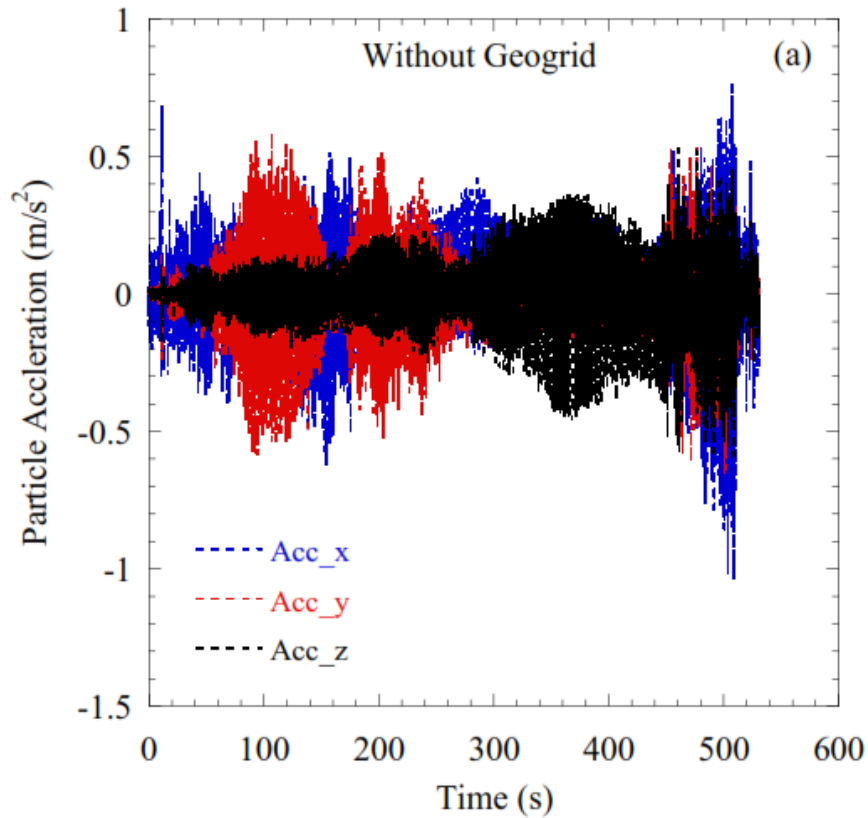 Without Geogrid
(a)
1
0.5
0
-0.5
-1
-1.5
Particle Accleration (m/s²)
Acc_x
Acc_y
Acc_z
0 100 200 300 400 500 600
Time (s)